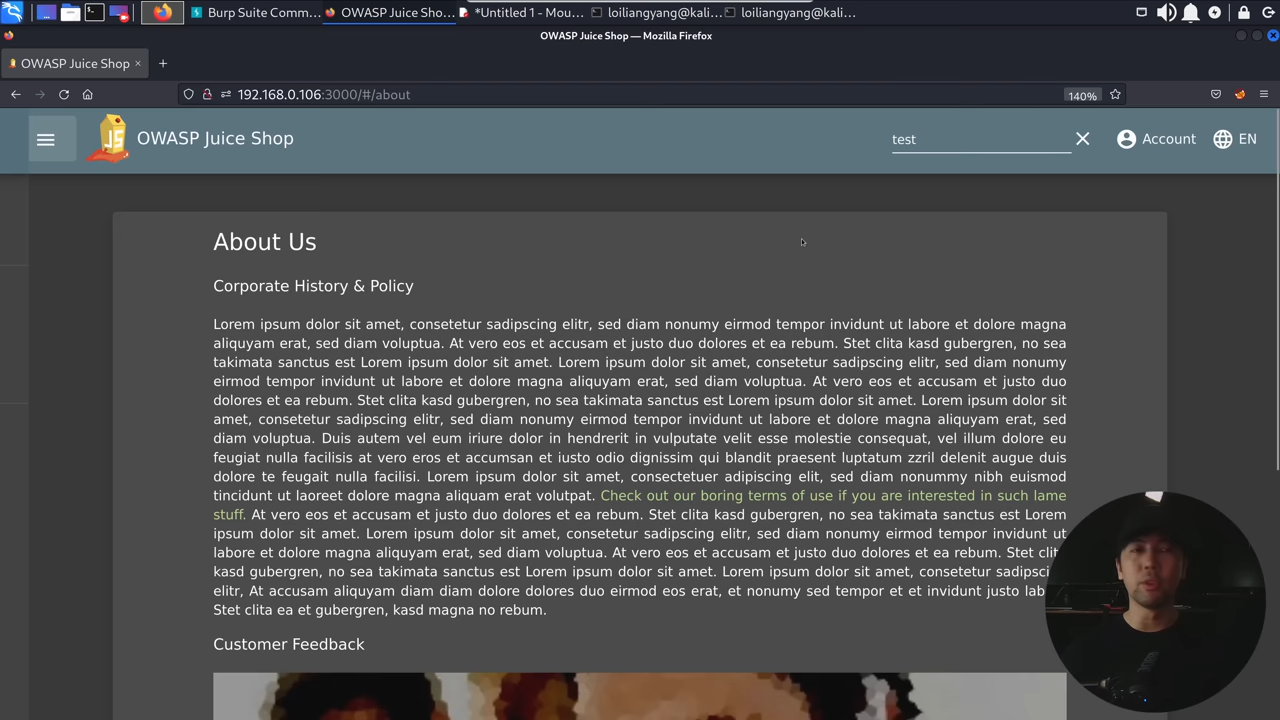 Burp Suite Comm...
OWASP Juice Sho...
*Untitled 1 - Mou...
loiliangyang@kali...
loiliangyang@kali...
OWASP Juice Shop — Mozilla Firefox
OWASP Juice Shop
192.168.0.106:3000/#/about
140%
JS
OWASP Juice Shop
test
Account
EN
About Us
Corporate History & Policy
Lorem ipsum dolor sit amet, consetetur sadipscing elitr, sed diam nonumy eirmod tempor invidunt ut labore et dolore magna
aliquyam erat, sed diam voluptua. At vero eos et accusam et justo duo dolores et ea rebum. Stet clita kasd gubergren, no sea
takimata sanctus est Lorem ipsum dolor sit amet. Lorem ipsum dolor sit amet, consetetur sadipscing elitr, sed diam nonumy
eirmod tempor invidunt ut labore et dolore magna aliquyam erat, sed diam voluptua. At vero eos et accusam et justo duo
dolores et ea rebum. Stet clita kasd gubergren, no sea takimata sanctus est Lorem ipsum dolor sit amet. Lorem ipsum dolor sit
amet, consetetur sadipscing elitr, sed diam nonumy eirmod tempor invidunt ut labore et dolore magna aliquyam erat, sed
diam voluptua. Duis autem vel eum iriure dolor in hendrerit in vulputate velit esse molestie consequat, vel illum dolore eu
feugiat nulla facilisis at vero eros et accumsan et iusto odio dignissim qui blandit praesent luptatum zzril delenit augue duis
dolore te feugait nulla facilisi. Lorem ipsum dolor sit amet, consectetuer adipiscing elit, sed diam nonummy nibh euismod
tincidunt ut laoreet dolore magna aliquam erat volutpat. Check out our boring terms of use if you are interested in such lame
stuff. At vero eos et accusam et justo duo dolores et ea rebum. Stet clita kasd gubergren, no sea takimata sanctus est Lorem
ipsum dolor sit amet. Lorem ipsum dolor sit amet, consetetur sadipscing elitr, sed diam nonumy eirmod tempor invidunt ut
labore et dolore magna aliquyam erat, sed diam voluptua. At vero eos et accusam et justo duo dolores et ea rebum. Stet clit
kasd gubergren, no sea takimata sanctus est Lorem ipsum dolor sit amet. Lorem ipsum dolor sit amet, consetetur sadipsci
elitr, At accusam aliquyam diam diam dolore dolores duo eirmod eos erat, et nonumy sed tempor et et invidunt justo lab
Stet clita ea et gubergren, kasd magna no rebum.
Customer Feedback